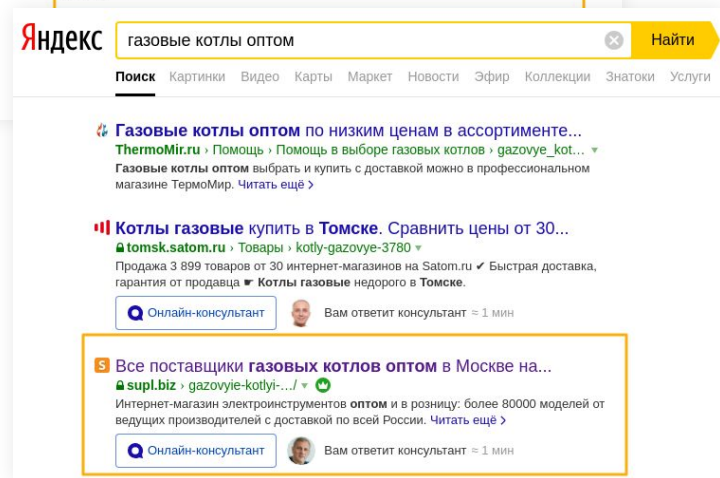 Яндекс
газовые котлы оптом
Найти
Поиск Картинки Видео Карты Маркет Новости Эфир Коллекции Знатоки Услуги
Газовые котлы оптом по низким ценам в ассортименте...
ThermoMir.ru › Помощь › Помощь в выборе газовых котлов › gazovye_kot…
Газовые котлы оптом выбрать и купить с доставкой можно в профессиональном
магазине ТермоМир. Читать ещё ›
Котлы газовые купить в Томске. Сравнить цены от 30...
tomsk.satom.ru › Товары › kotly-gazovye-3780
Продажа 3 899 товаров от 30 интернет-магазинов на Satom.ru ✔ Быстрая доставка,
гарантия от продавца ☛ Котлы газовые недорого в Томске.
Онлайн-консультант Вам ответит консультант ≈ 1 мин
S Все поставщики газовых котлов оптом в Москве на...
supl.biz › gazovyie-kotlyi-…/
Интернет-магазин электроинструментов оптом и в розницу: более 80000 моделей от
ведущих производителей с доставкой по всей России. Читать ещё ›
Онлайн-консультант Вам ответит консультант ≈ 1 мин